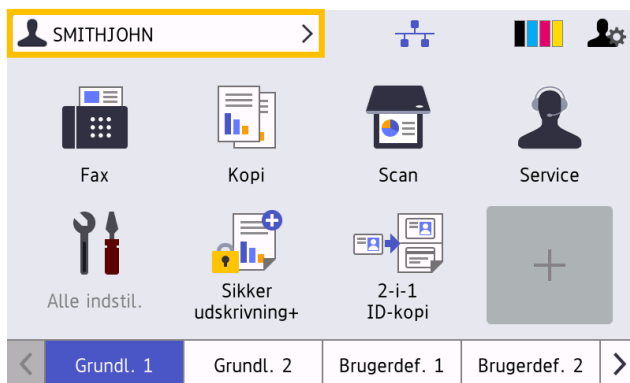 SMITHJOHN
Fax
Kopi
Scan
Service
Alle indstil.
Sikker
udskrivning+
2-i-1
ID-kopi
Grundl. 1
Grundl. 2
Brugerdef. 1
Brugerdef. 2